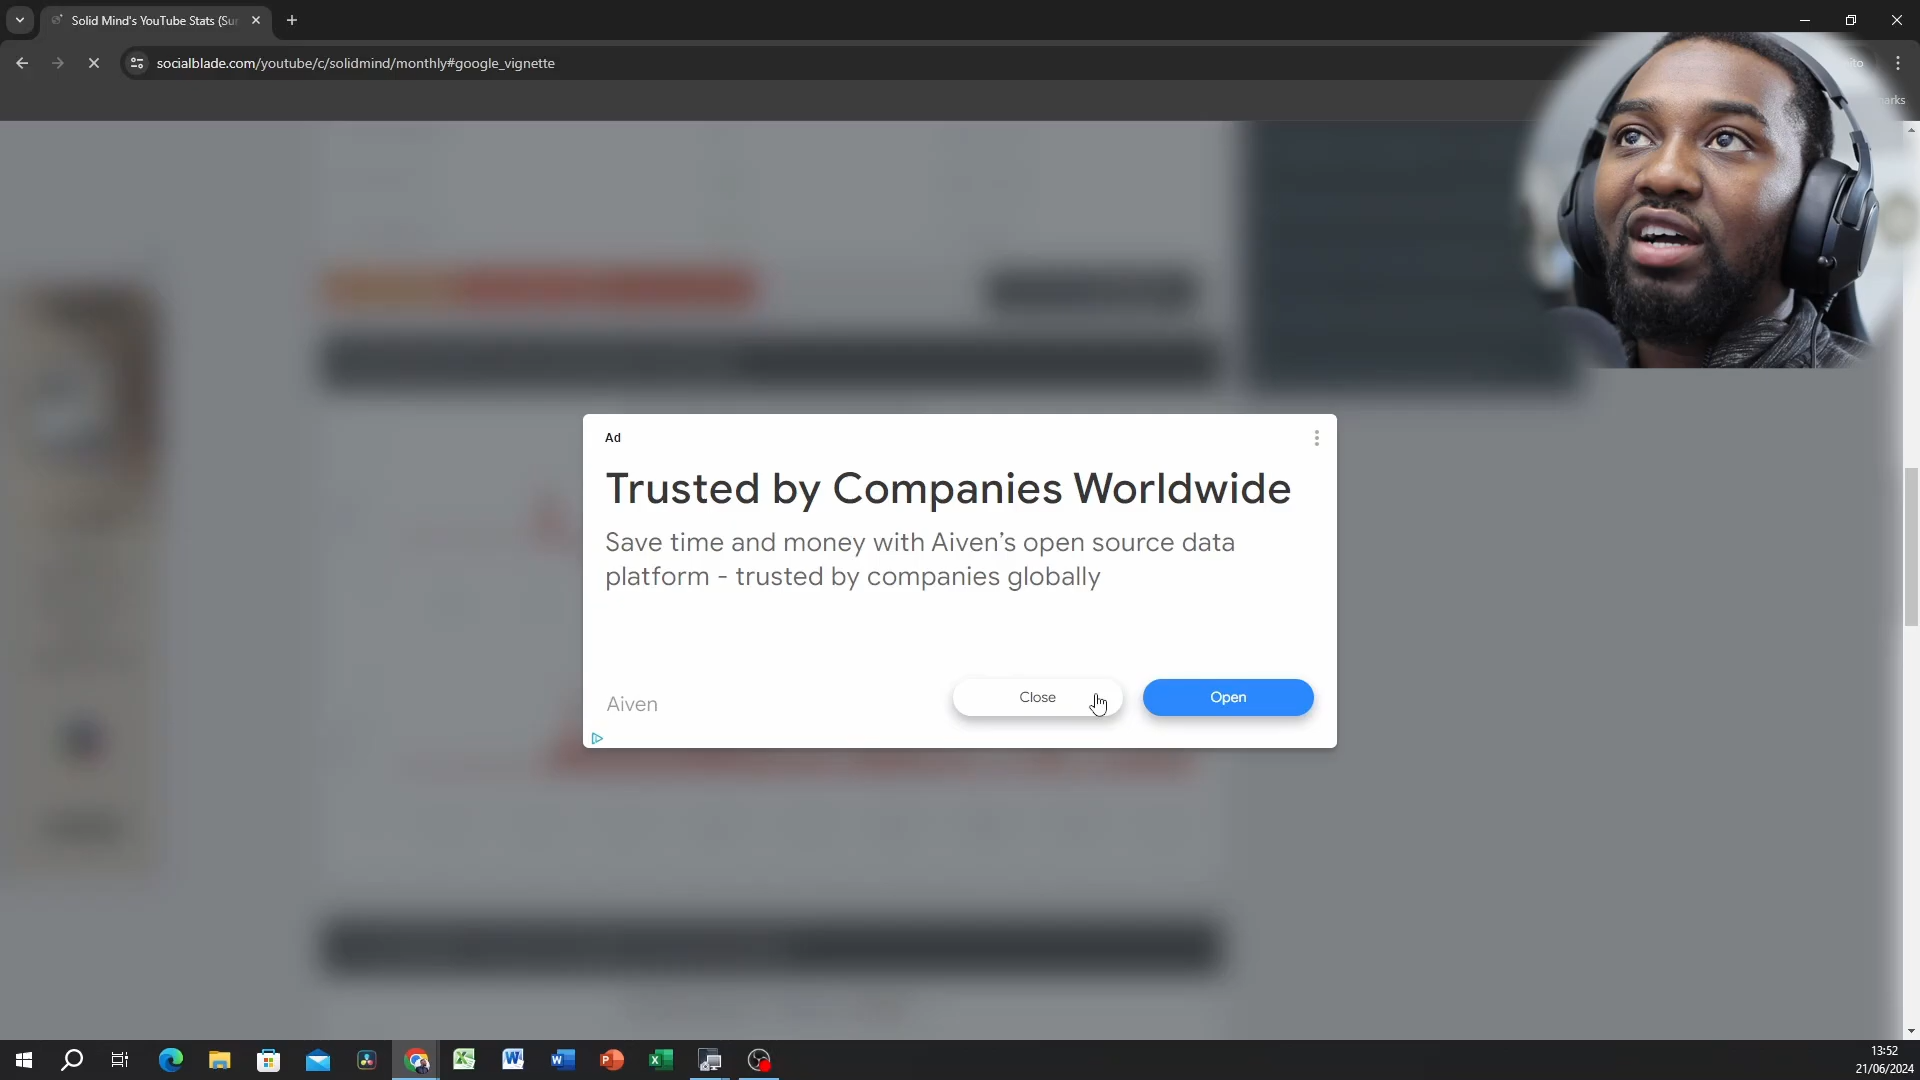 Solid Mind's YouTube Stats (Su
socialblade.com/youtube/c/solidmind/monthly#google_vignette
Ad
Trusted by Companies Worldwide
Save time and money with Aiven's open source data
platform - trusted by companies globally
Aiven
Close
Open
13:52
21/06/2024